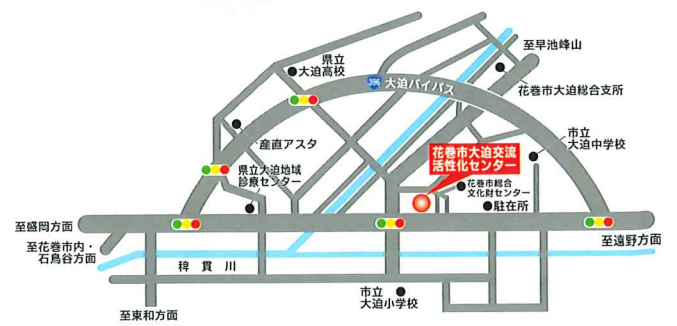 県立
大迫高校
至早池峰山
396
大迫バイパス
花巻市大迫総合支所
産直アスタ
市立
大迫中学校
花巻市大迫交流
活性化センター
県立大迫地域
診療センター
花巻市総合
文化財センター
駐在所
至盛岡方面
至花巻市内・
石鳥谷方面
至遠野方面
稗貫川
市立
大迫小学校
至東和方面